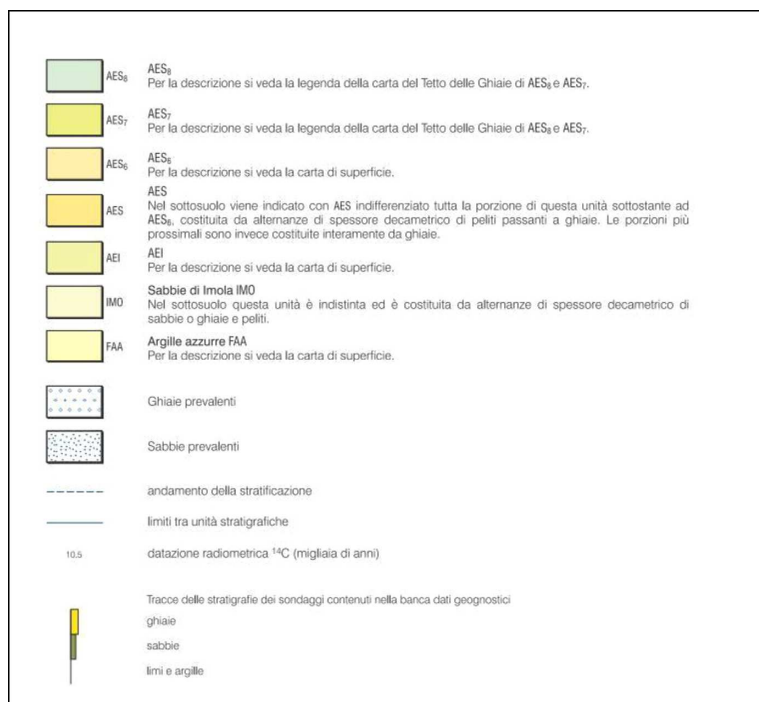 AES₈ AES₈
Per la descrizione si veda la legenda della carta del Tetto delle Ghiaie di AES₈ e AES₇.
AES₇ AES₇
Per la descrizione si veda la legenda della carta del Tetto delle Ghiaie di AES₈ e AES₇.
AES₆ AES₆
Per la descrizione si veda la carta di superficie.
AES AES
Nel sottosuolo viene indicato con AES indifferenziato tutta la porzione di questa unità sottostante ad
AES₆, costituita da alternanze di spessore decametrico di peliti passanti a ghiaie. Le porzioni più
prossimali sono invece costituite interamente da ghiaie.
AEI AEI
Per la descrizione si veda la carta di superficie.
IMO Sabbie di Imola IMO
Nel sottosuolo questa unità è indistinta ed è costituita da alternanze di spessore decametrico di
sabbie o ghiaie e peliti.
FAA Argille azzurre FAA
Per la descrizione si veda la carta di superficie.
Ghiaie prevalenti
Sabbie prevalenti
andamento della stratificazione
limiti tra unità stratigrafiche
10,5 datazione radiometrica ¹⁴C (migliaia di anni)
Tracce delle stratigrafie dei sondaggi contenuti nella banca dati geognostici
ghiaie
sabbie
limi e argille